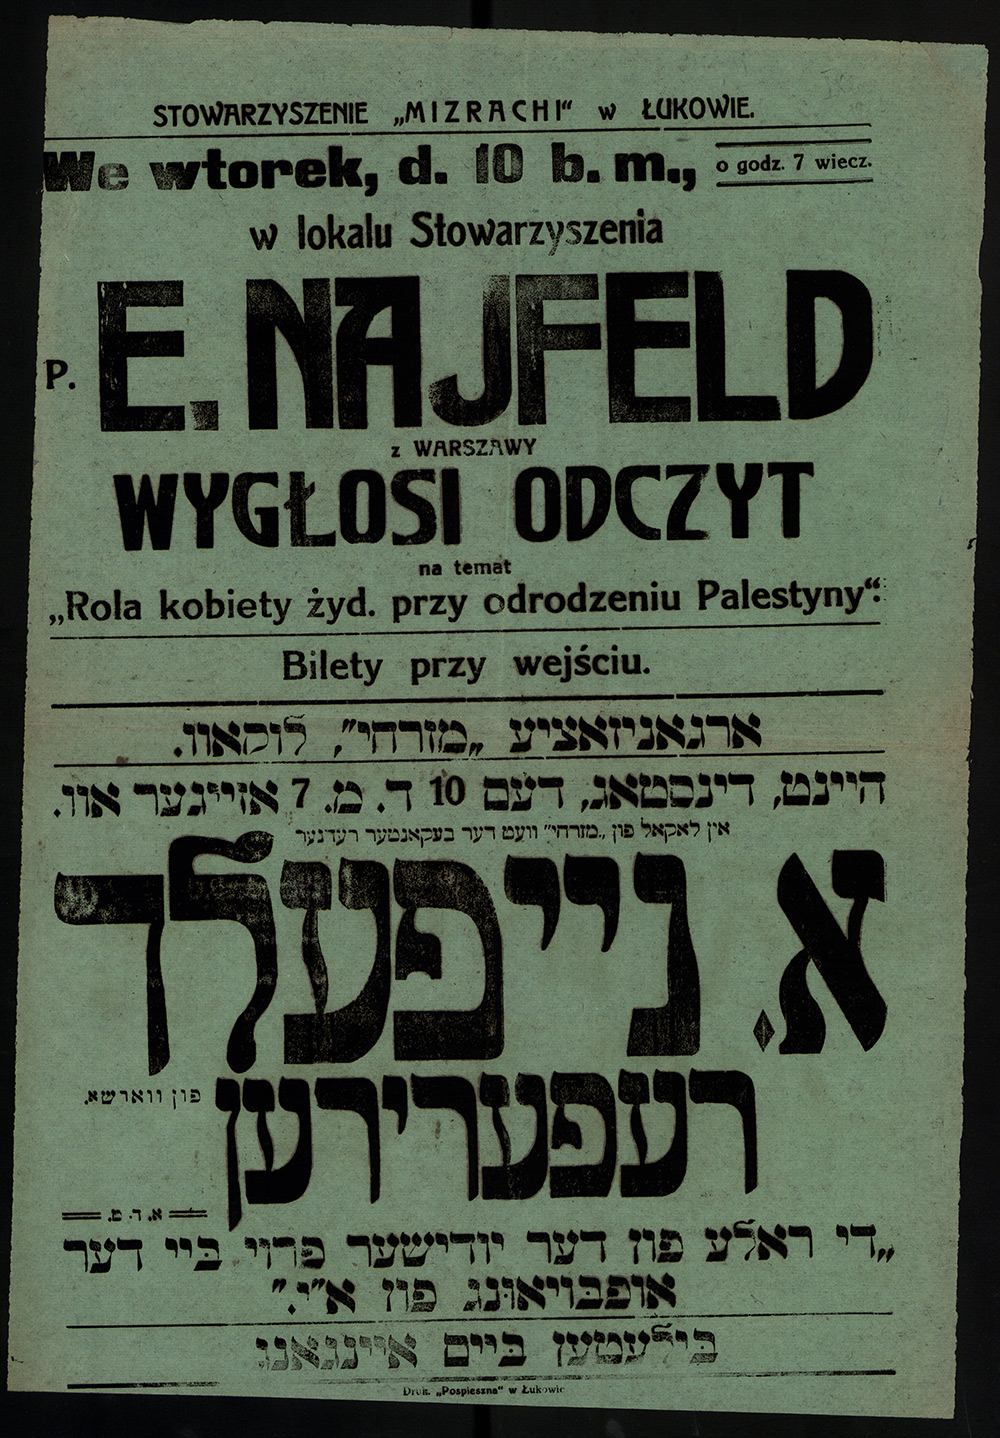 STOWARZYSZENIE „MIZRACHI“ w ŁUKOWIE.
We wtorek, d. 10 b. m., o godz. 7 wiecz.
w lokalu Stowarzyszenia
P. E. NAJFELD
z WARSZAWY
WYGŁOSI ODCZYT
na temat
„Rola kobiety żyd. przy odrodzeniu Palestyny“.
Bilety przy wejściu.
ארגאניזאציע „מזרחי”, לוקאוו.
היינט, דינסטאג, דעם 10 ד. מ. 7 אזייגער אוו.
אין לאקאל פון „מזרחי” וועט דער בעקאנטער רעדנער
א. נייפעלד
פון ווארשא.
רעפערירען
א. ד. ט.
„די ראלע פון דער יודישער פרוי ביי דער
אופבויאונג פון א״י.”
בילעטען ביים איינגאנג
Druk. „Pospieszna“ w Łukowie